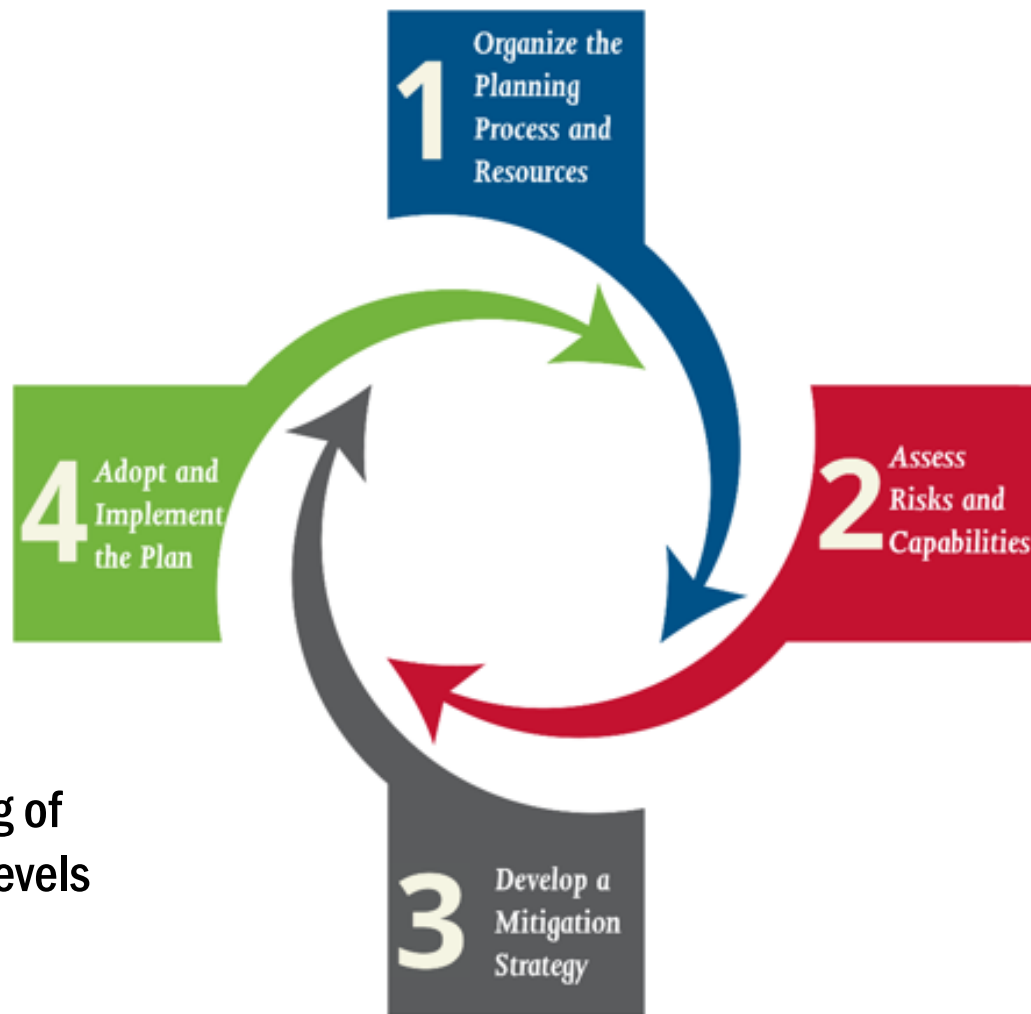 1
Organize the
Planning
Process and
Resources
2
Assess
Risks and
Capabilities
3
Develop a
Mitigation
Strategy
4
Adopt and
Implement
the Plan
of